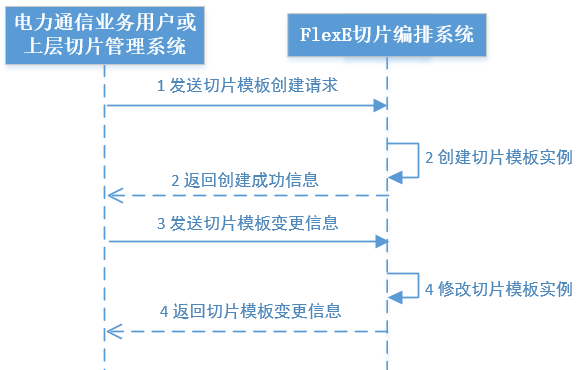 电力通信业务用户或
上层切片管理系统
FlexE切片编排系统
1 发送切片模板创建请求
2 创建切片模板实例
2 返回创建成功信息
3 发送切片模板变更信息
4 修改切片模板实例
4 返回切片模板变更信息